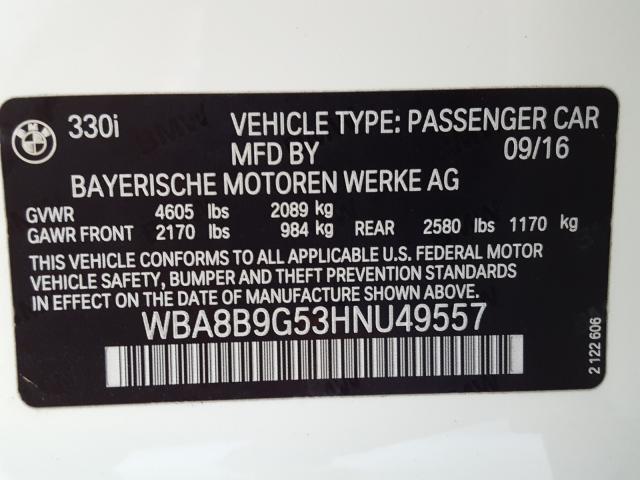 BMW
330i VEHICLE TYPE: PASSENGER CAR
MFD BY 09/16
BAYERISCHE MOTOREN WERKE AG
GVWR 4605 lbs 2089 kg
GAWR FRONT 2170 lbs 984 kg REAR 2580 lbs 1170 kg
THIS VEHICLE CONFORMS TO ALL APPLICABLE U.S. FEDERAL MOTOR
VEHICLE SAFETY, BUMPER AND THEFT PREVENTION STANDARDS
IN EFFECT ON THE DATE OF MANUFACTURE SHOWN ABOVE.
WBA8B9G53HNU49557
2 122 606